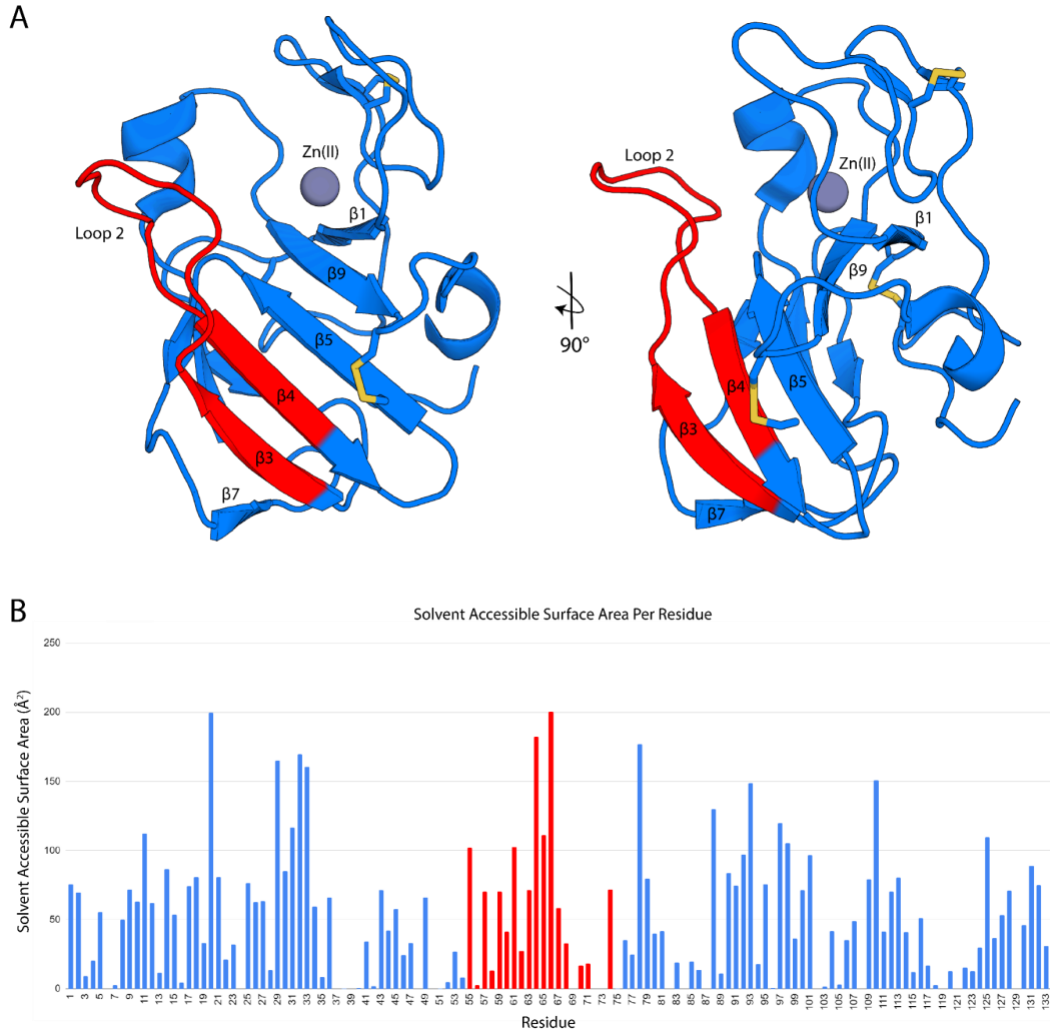 A
Zn(II)
Loop 2
β1
β9
β5
β4
β3
β7
90°
Loop 2
Zn(II)
β1
β9
β5
β4
β3
β7
B
Solvent Accessible Surface Area Per Residue
Solvent Accessible Surface Area (Å²)
250
200
150
100
50
0
1 3 5 7 9 11 13 15 17 19 21 23 25 27 29 31 33 35 37 39 41 43 45 47 49 51 53 55 57 59 61 63 65 67 69 71 73 75 77 79 81 83 85 87 89 91 93 95 97 99 101 103 105 107 109 111 113 115 117 119 121 123 125 127 129 131 133
Residue